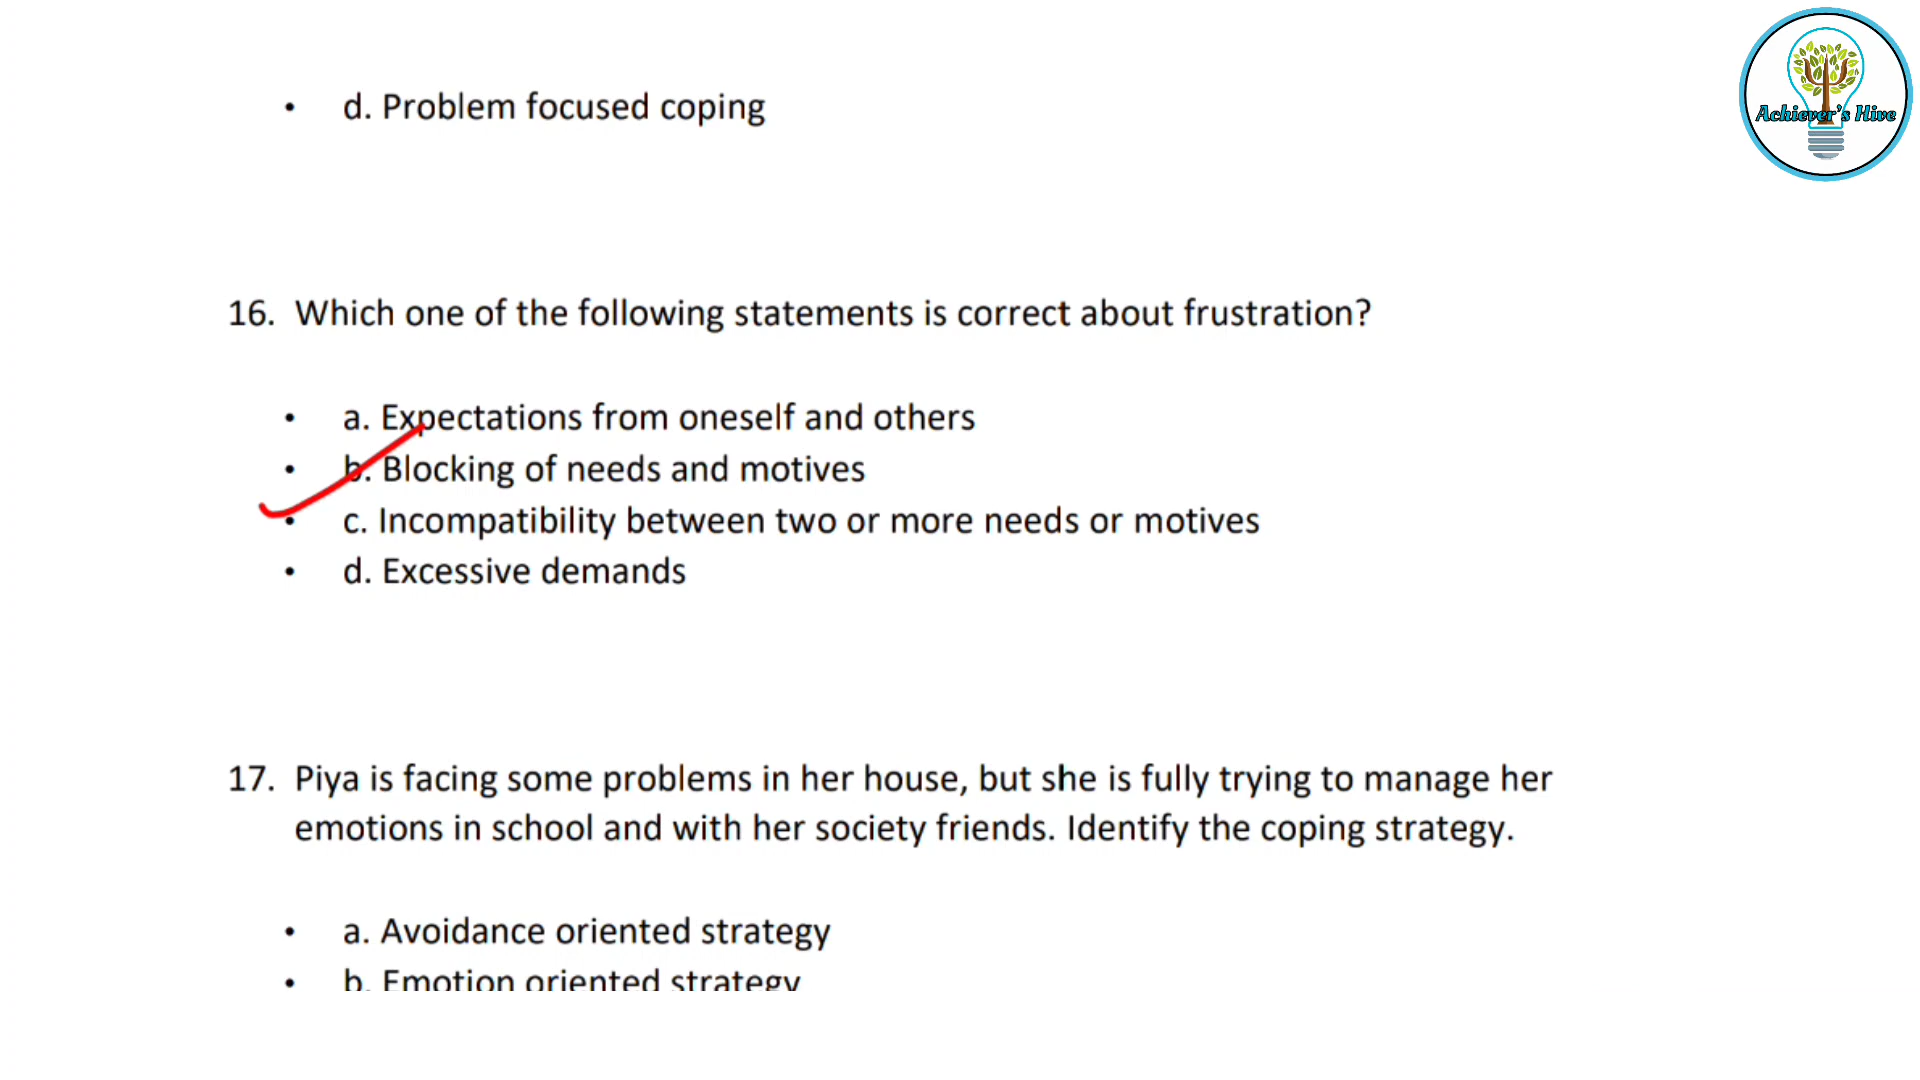 Achiever's Hive
• d. Problem focused coping
16. Which one of the following statements is correct about frustration?
• a. Expectations from oneself and others
• b. Blocking of needs and motives
• c. Incompatibility between two or more needs or motives
• d. Excessive demands
17. Piya is facing some problems in her house, but she is fully trying to manage her
emotions in school and with her society friends. Identify the coping strategy.
• a. Avoidance oriented strategy
• b. Emotion oriented strategy